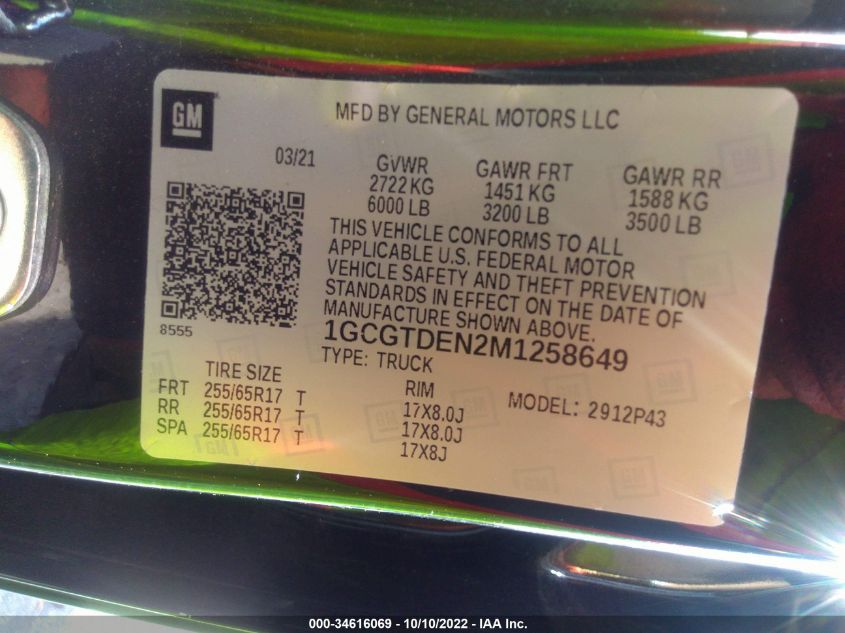 GM
MFD BY GENERAL MOTORS LLC
03/21
GVWR GAWR FRT GAWR RR
2722 KG 1451 KG 1588 KG
6000 LB 3200 LB 3500 LB
THIS VEHICLE CONFORMS TO ALL
APPLICABLE U.S. FEDERAL MOTOR
VEHICLE SAFETY AND THEFT PREVENTION
STANDARDS IN EFFECT ON THE DATE OF
MANUFACTURE SHOWN ABOVE.
8555
1GCGTDEN2M1258649
TYPE: TRUCK
TIRE SIZE RIM MODEL: 2912P43
FRT 255/65R17 T 17X8.0J
RR 255/65R17 T 17X8.0J
SPA 255/65R17 T 17X8J
000-34616069 - 10/10/2022 - IAA Inc.